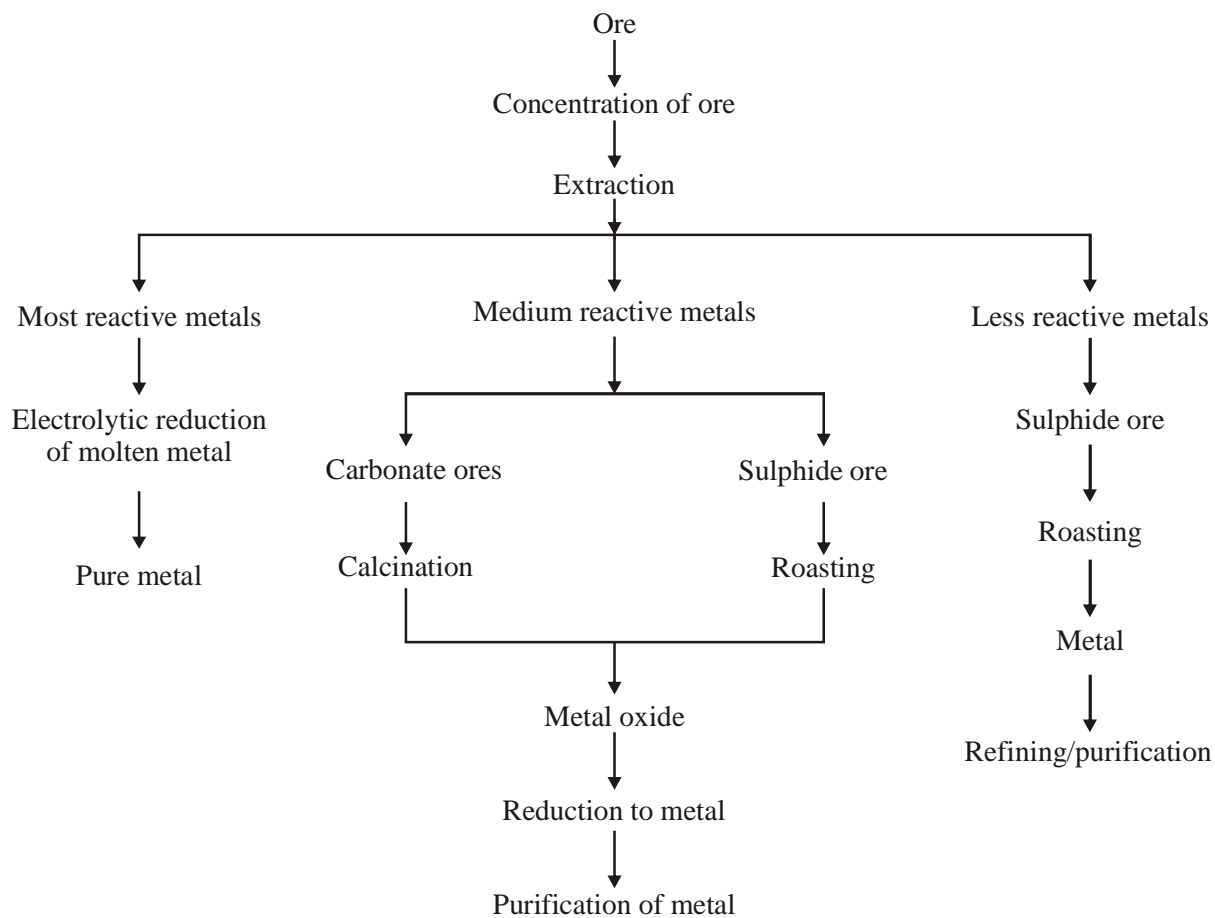 Ore
Concentration of ore
Extraction
Most reactive metals
Medium reactive metals
Less reactive metals
Electrolytic reduction
of molten metal
Sulphide ore
Carbonate ores
Sulphide ore
Roasting
Pure metal
Calcination
Roasting
Metal
Metal oxide
Refining/purification
Reduction to metal
Purification of metal